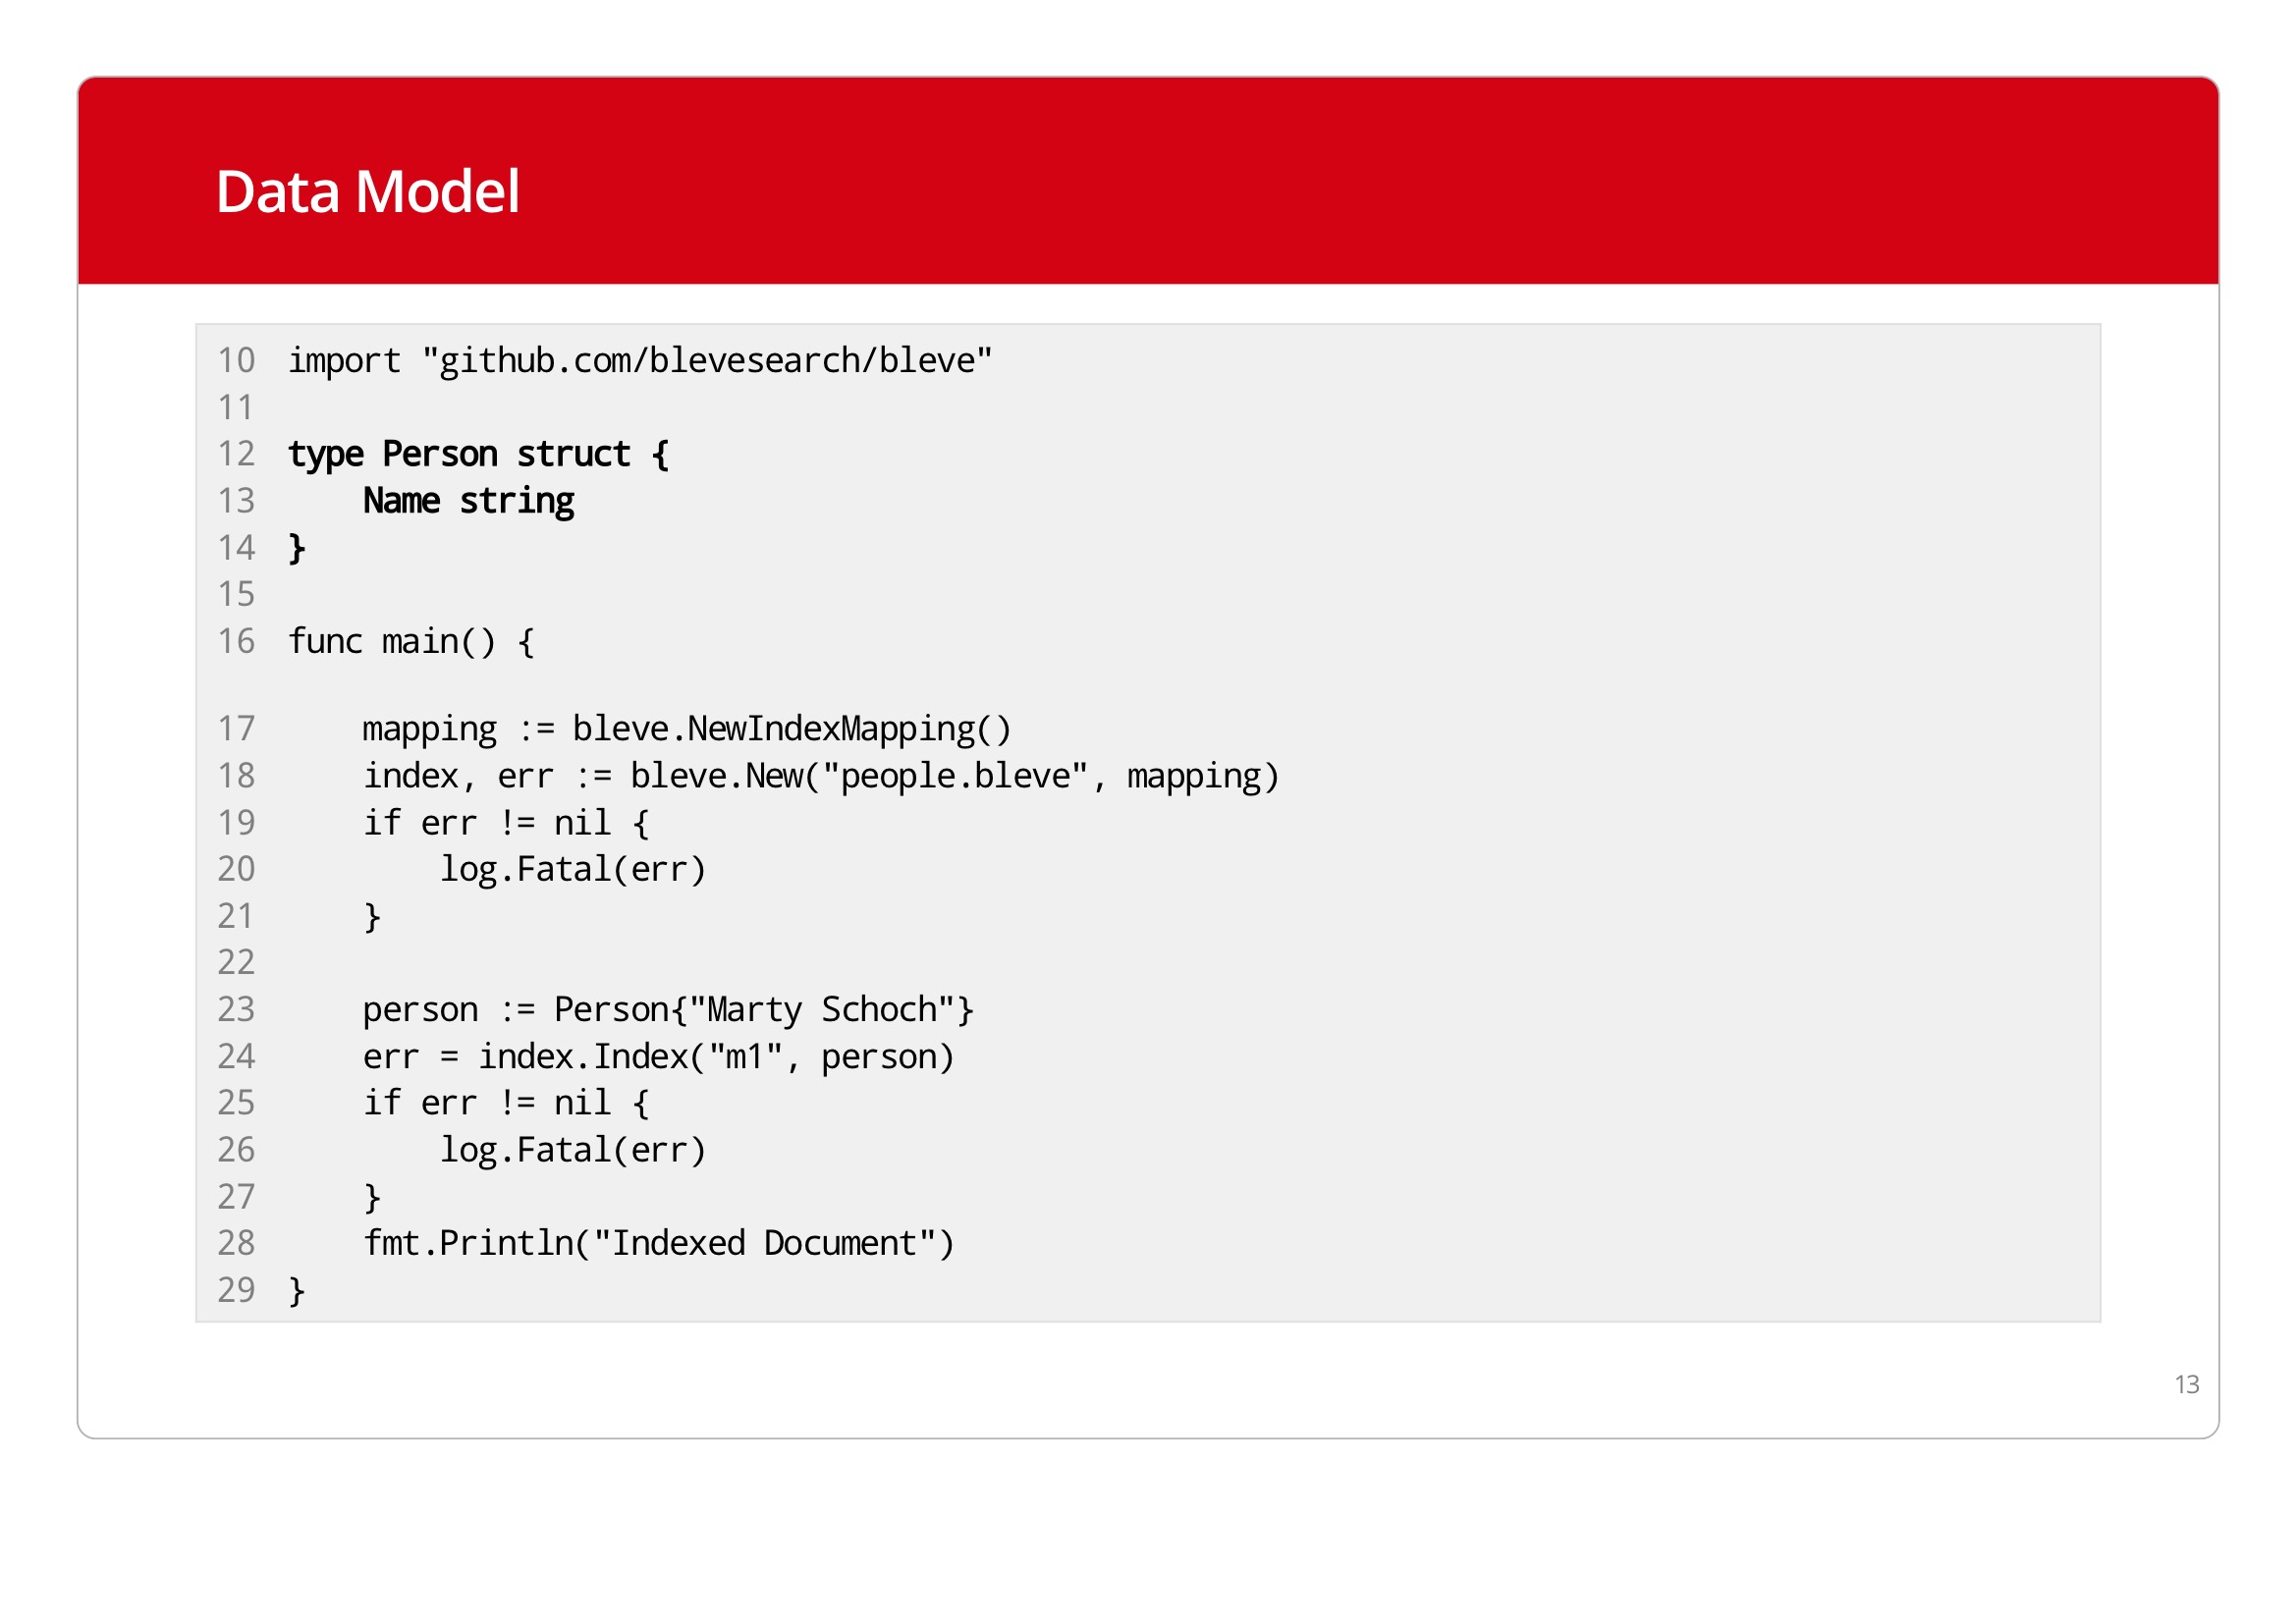 Data Model
10 import "github.com/blevesearch/bleve"
11
12 type Person struct {
13     Name string
14 }
15
16 func main() {
17     mapping := bleve.NewIndexMapping()
18     index, err := bleve.New("people.bleve", mapping)
19     if err != nil {
20         log.Fatal(err)
21     }
22
23     person := Person{"Marty Schoch"}
24     err = index.Index("m1", person)
25     if err != nil {
26         log.Fatal(err)
27     }
28     fmt.Println("Indexed Document")
29 }
13